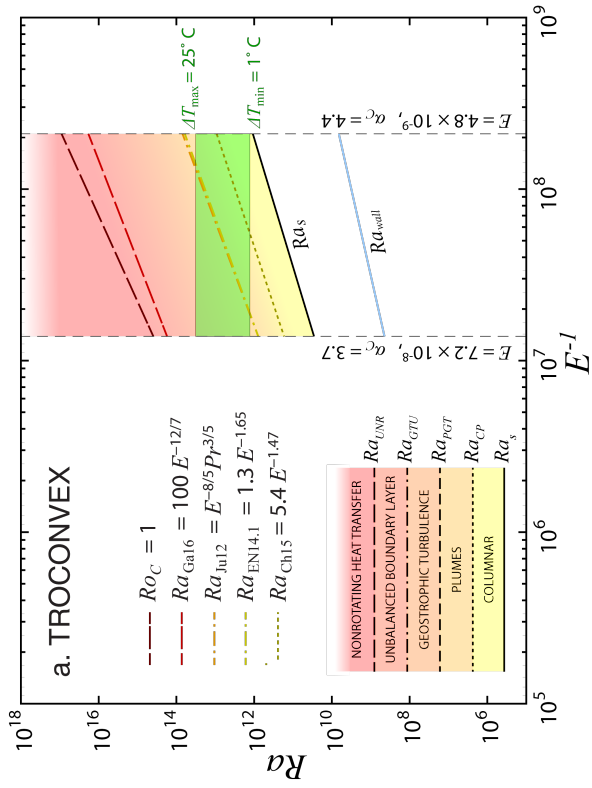 a. TROCONVEX
Ro_C = 1
Ra_Ga16 = 100 E^−12/7
Ra_Ju12 = E^−8/5 Pr^3/5
Ra_EN14.1 = 1.3 E^−1.65
Ra_Ch15 = 5.4 E^−1.47
NONROTATING HEAT TRANSFER
Ra_UNR
UNBALANCED BOUNDARY LAYER
Ra_GTU
GEOSTROPHIC TURBULENCE
Ra_PGT
PLUMES
Ra_CP
COLUMNAR
Ra_s
E = 7.2 × 10^-8, α_C = 3.7
E = 4.8 × 10^-9, α_C = 4.4
ΔT_max = 25° C
ΔT_min = 1° C
Ra_s
Ra_wall
Ra
10^18
10^16
10^14
10^12
10^10
10^8
10^6
10^5
10^6
10^7
10^8
10^9
E^-1